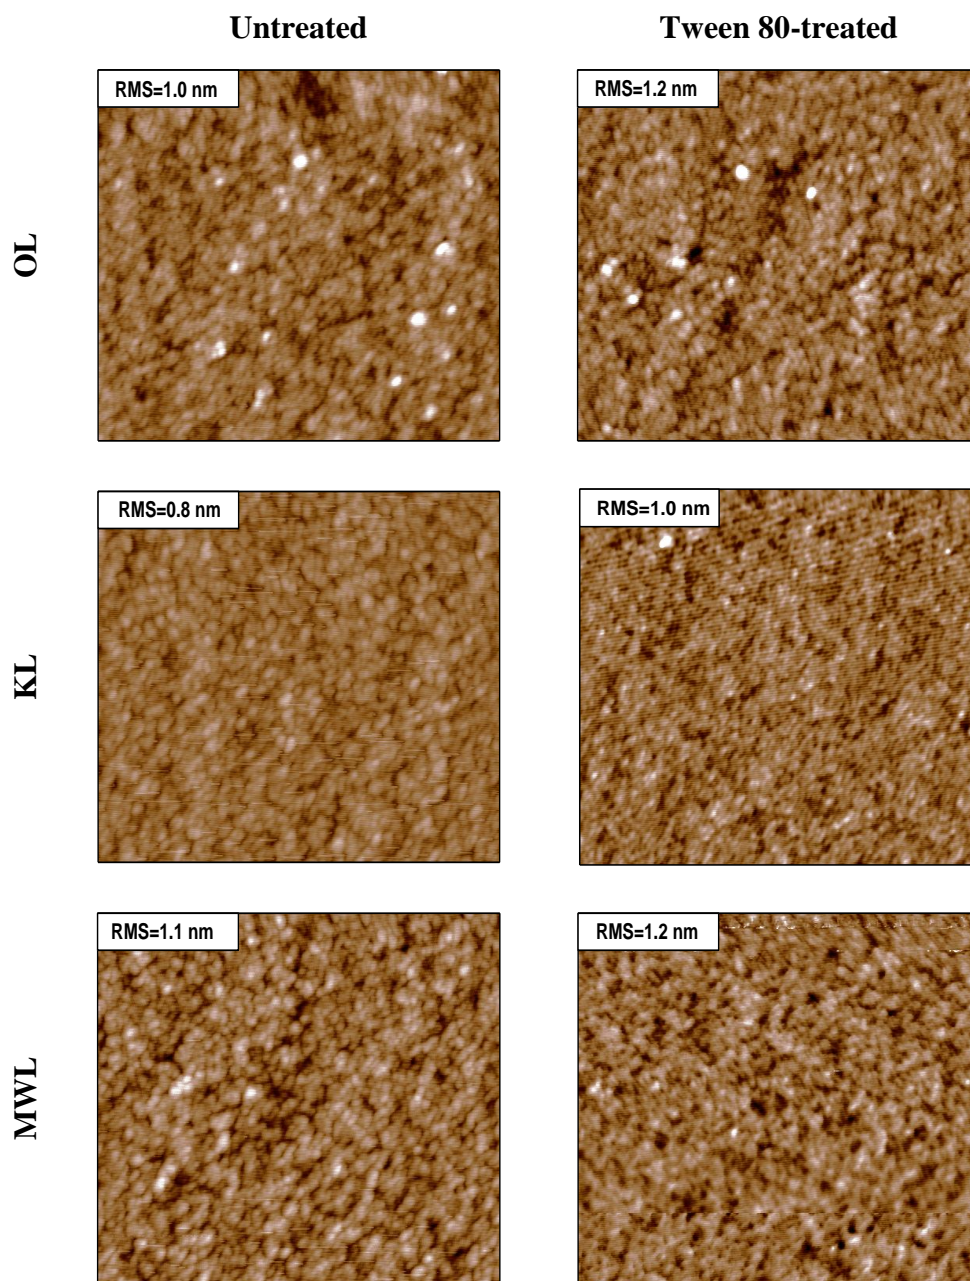 Untreated Tween 80-treated
OL
RMS=1.0 nm RMS=1.2 nm
KL
RMS=0.8 nm RMS=1.0 nm
MWL
RMS=1.1 nm RMS=1.2 nm